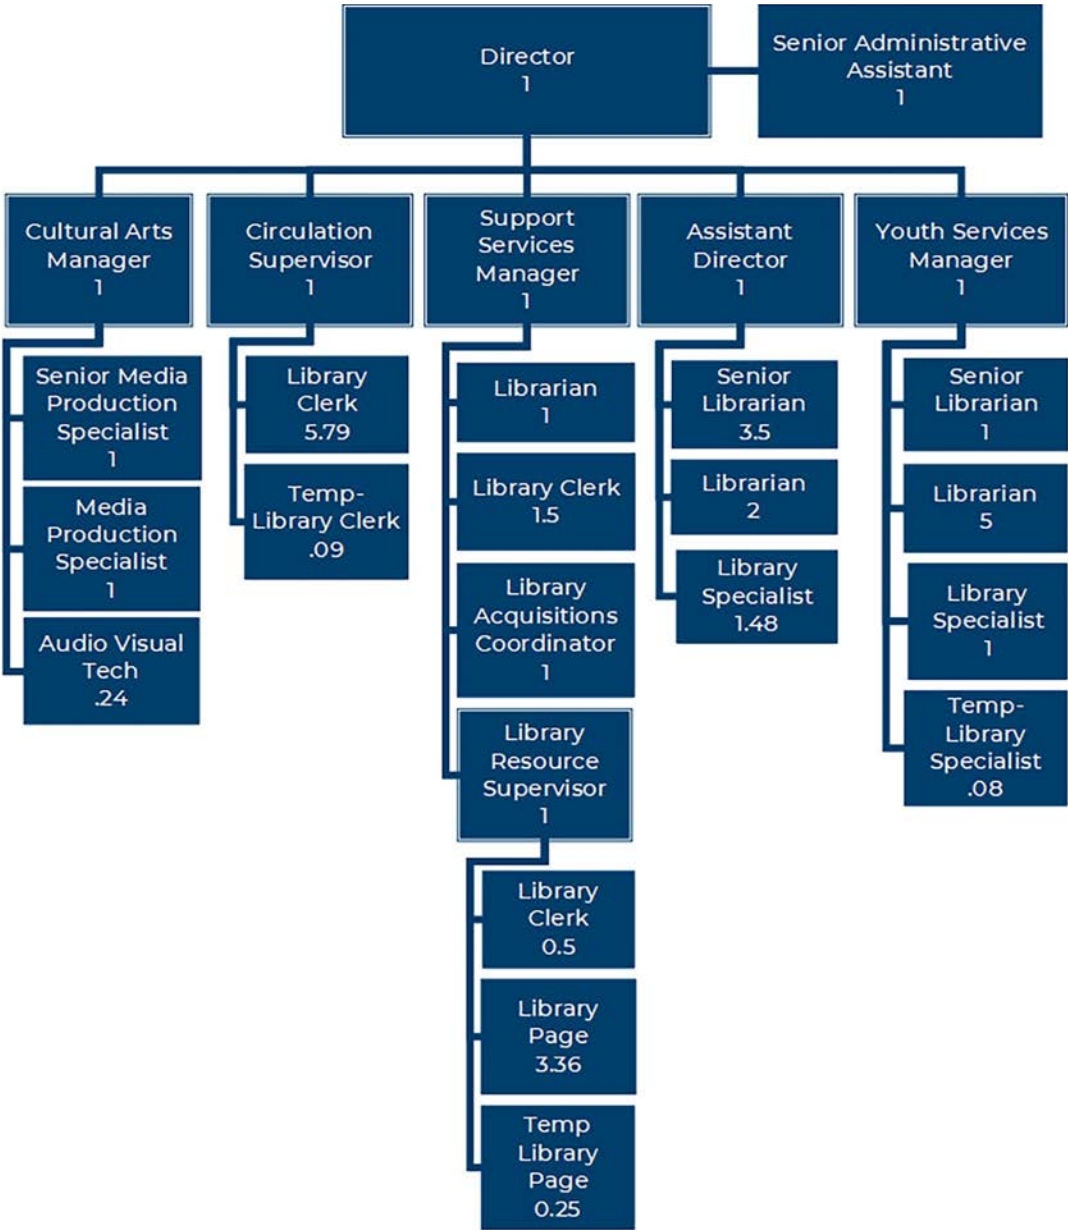 Director
1
Senior Administrative
Assistant
1
Cultural Arts
Manager
1
Circulation
Supervisor
1
Support
Services
Manager
1
Assistant
Director
1
Youth Services
Manager
1
Senior Media
Production
Specialist
1
Media
Production
Specialist
1
Audio Visual
Tech
.24
Library
Clerk
5.79
Temp-
Library Clerk
.09
Librarian
1
Library Clerk
1.5
Library
Acquisitions
Coordinator
1
Library
Resource
Supervisor
1
Library
Clerk
0.5
Library
Page
3.36
Temp
Library
Page
0.25
Senior
Librarian
3.5
Librarian
2
Library
Specialist
1.48
Senior
Librarian
1
Librarian
5
Library
Specialist
1
Temp-
Library
Specialist
.08